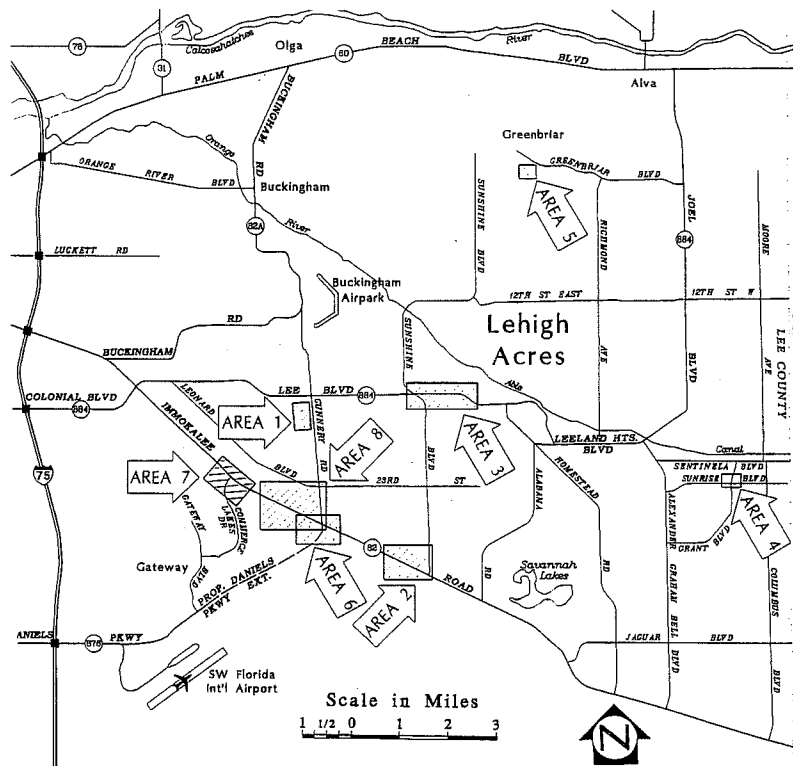 76
Caloosahatchee
Olga
80
BEACH
River
31
PALM
BLVD
Alva
BUCKINGHAM
RD
Orange
Greenbriar
GREENBRIAR BLVD
ORANGE RIVER BLVD
Buckingham
SUNSHINE BLVD
AREA 5
RICHMOND AVE
JOEL
884
BLVD
MOORE AVE
River
82A
LUCKETT RD
Buckingham
Airpark
12TH ST EAST
12TH ST W
BUCKINGHAM RD
SUNSHINE
Lehigh
Acres
LEE COUNTY
COLONIAL BLVD
884
LEONARD
LEE BLVD
884
IMMOKALEE
AREA 1
GUNNERY RD
AREA 8
BLVD
AREA 3
LEELAND HTS.
BLVD
Canal
75
AREA 7
BLVD
23RD ST
ALABAMA
RD
HOMESTEAD
RD
SENTINELA BLVD
SUNRISE BLVD
AREA 4
GATEWAY
BLVD
COMMERCE
LAKES
DR
ALEXANDER
GRAHAM
BELL
BLVD
GRANT BLVD
82
ROAD
Gateway
PROP. DANIELS
PKWY EXT.
AREA 6
AREA 2
Savannah
Lakes
COLUMBUS
BLVD
ANIELS PKWY
876
JAGUAR BLVD
SW Florida
Int'l Airport
Scale in Miles
1 1/2 0 1 2 3
N